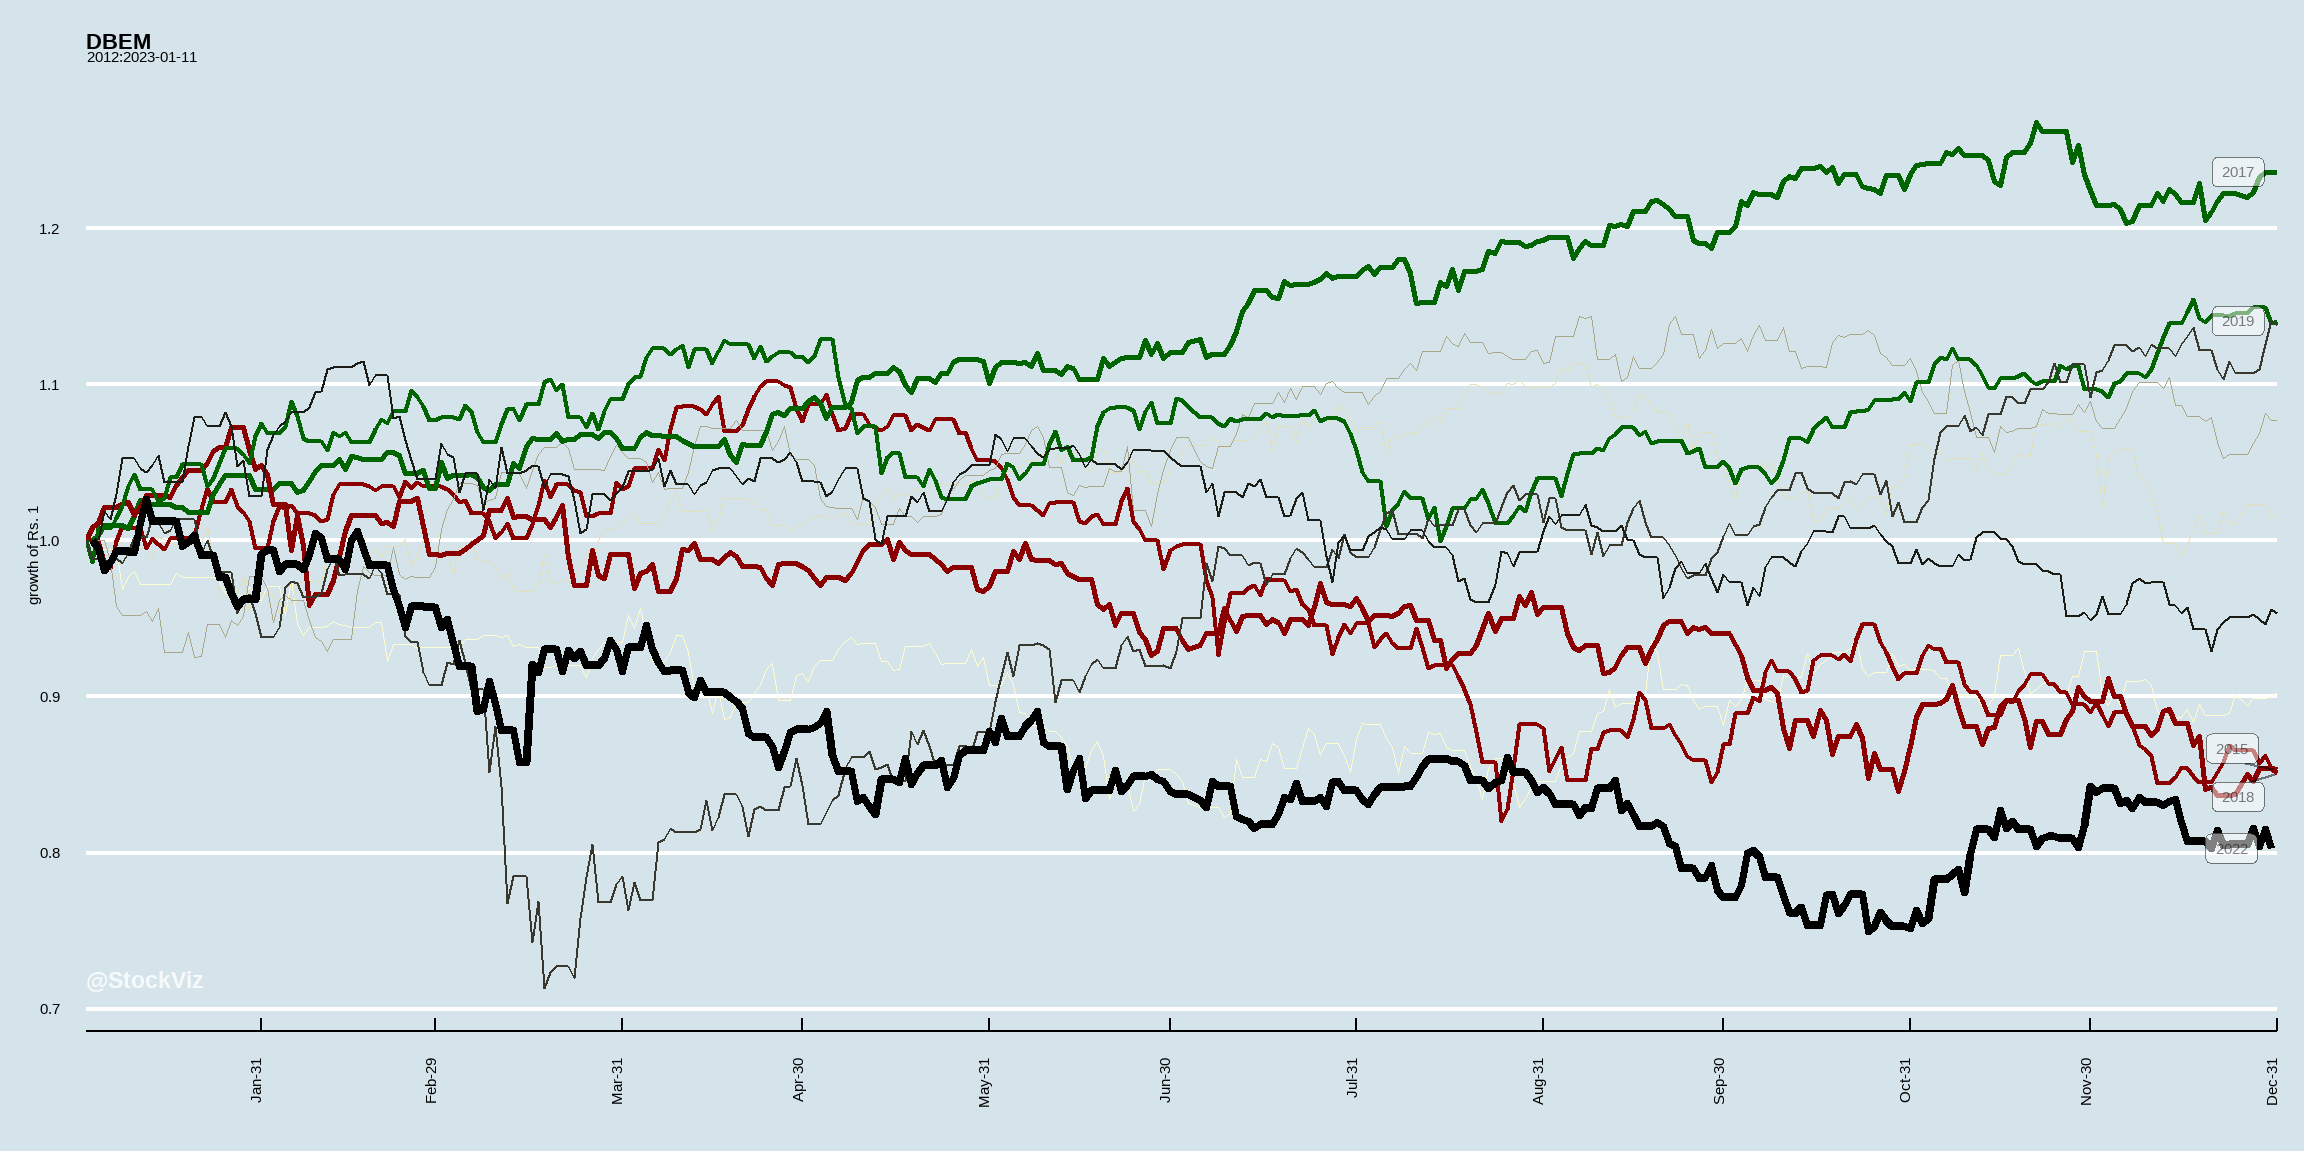 DBEM
2012:2023-01-11
growth of Rs. 1
1.2
1.1
1.0
0.9
0.8
0.7
2017
2019
2015
2018
2022
@StockViz
Jan-31
Feb-29
Mar-31
Apr-30
May-31
Jun-30
Jul-31
Aug-31
Sep-30
Oct-31
Nov-30
Dec-31